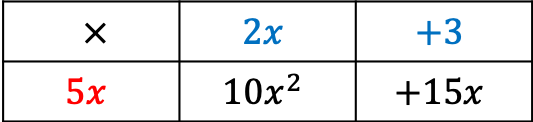 × 2x +3
5x 10x² +15x